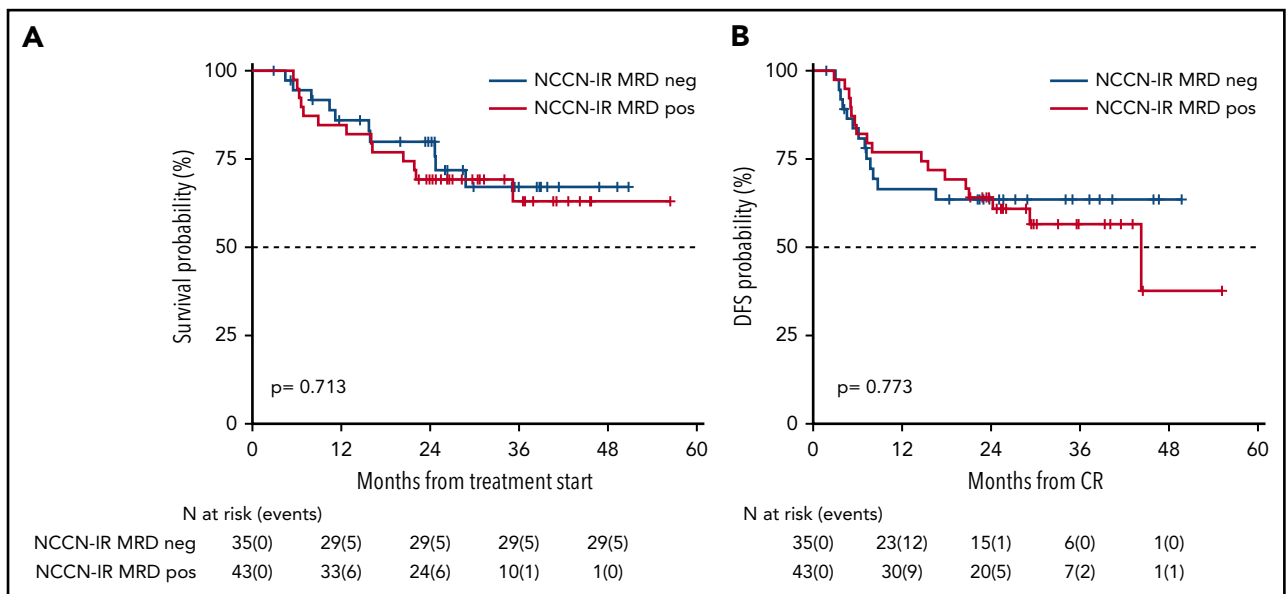 A
100
75
50
25
0
Survival probability (%)
NCCN-IR MRD neg
NCCN-IR MRD pos
p= 0.713
0 12 24 36 48 60
Months from treatment start
B
100
75
50
25
0
DFS probability (%)
NCCN-IR MRD neg
NCCN-IR MRD pos
p= 0.773
0 12 24 36 48 60
Months from CR
N at risk (events) N at risk (events)
NCCN-IR MRD neg 35(0) 29(5) 29(5) 29(5) 29(5) 35(0) 23(12) 15(1) 6(0) 1(0)
NCCN-IR MRD pos 43(0) 33(6) 24(6) 10(1) 1(0) 43(0) 30(9) 20(5) 7(2) 1(1)